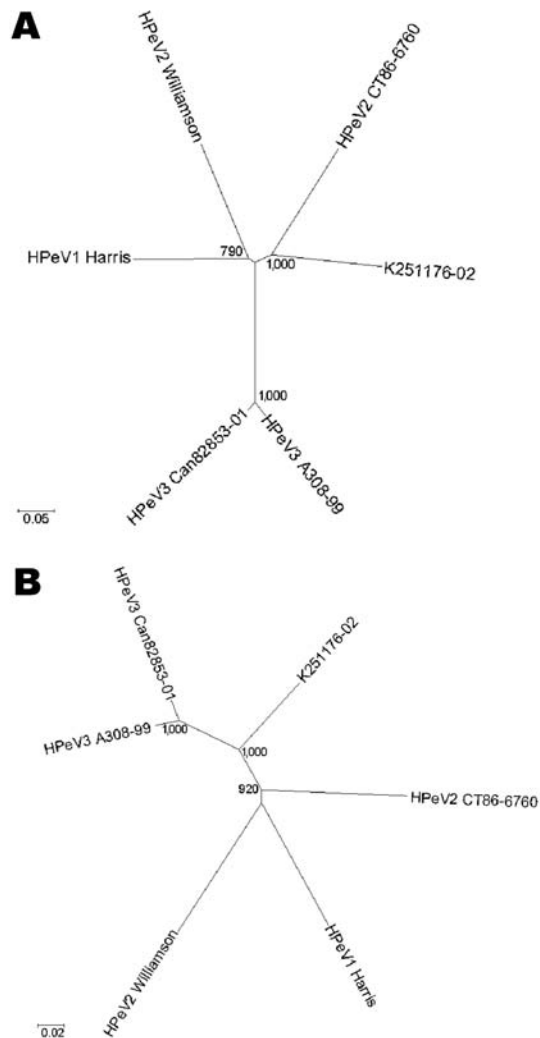 A
HPeV2 Williamson
HPeV2 CT86-6760
HPeV1 Harris
790
1,000
K251176-02
1,000
HPeV3 Can82853-01
HPeV3 A308-99
0.05
B
HPeV3 Can82853-01
K251176-02
HPeV3 A308-99
1,000
1,000
920
HPeV2 CT86-6760
HPeV2 Williamson
HPeV1 Harris
0.02